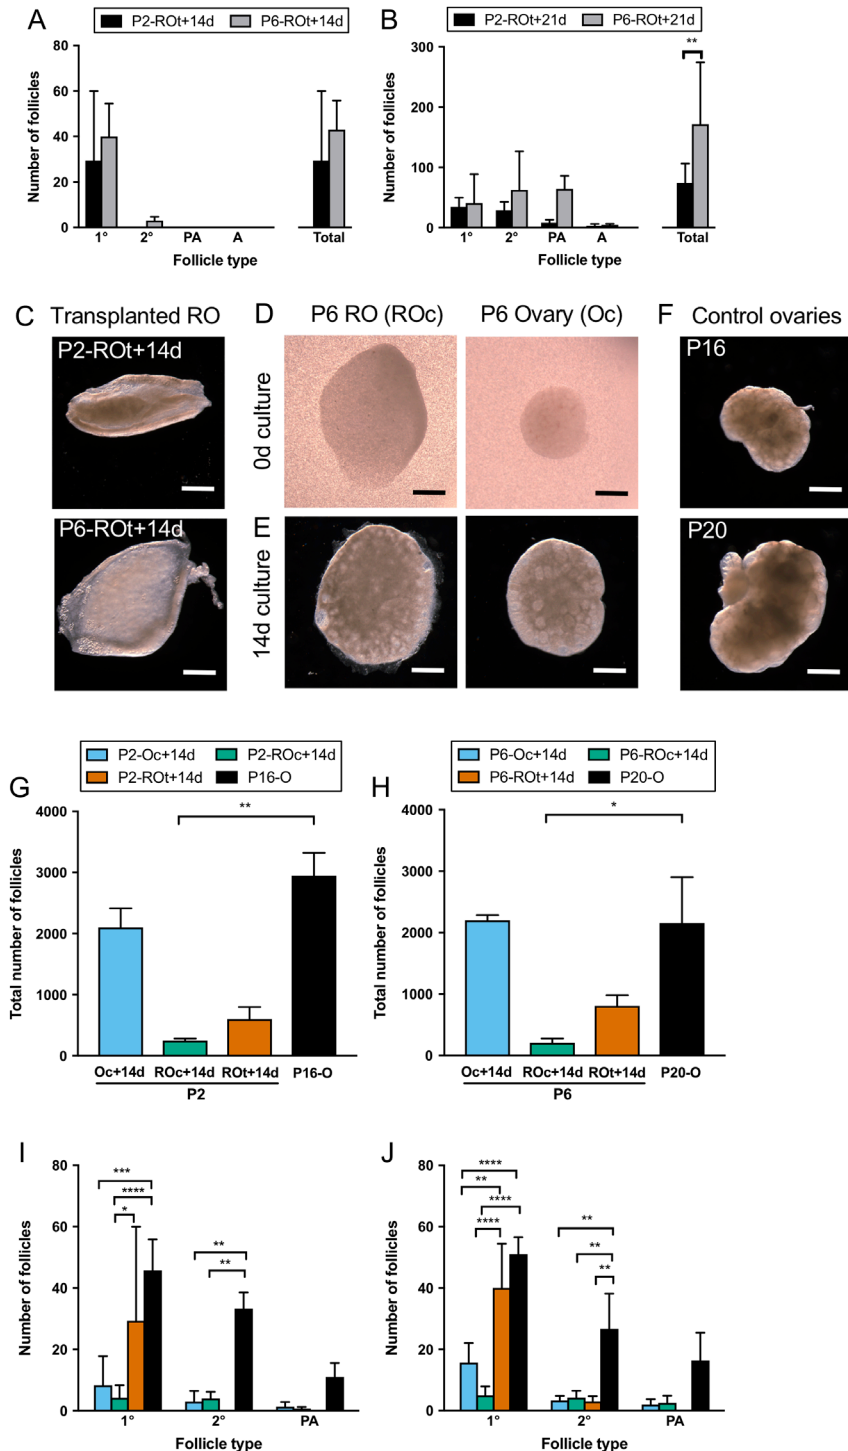 A
P2-ROt+14d P6-ROt+14d
80
60
40
20
0
Number of follicles
1° 2° PA A Total
Follicle type
B
P2-ROt+21d P6-ROt+21d
300
200
100
0
Number of follicles
**
1° 2° PA A Total
Follicle type
C Transplanted RO
P2-ROt+14d
P6-ROt+14d
D P6 RO (ROc) P6 Ovary (Oc)
0d culture
E
14d culture
F Control ovaries
P16
P20
G
P2-Oc+14d P2-ROc+14d
P2-ROt+14d P16-O
4000
3000
2000
1000
0
Total number of follicles
**
Oc+14d ROc+14d ROt+14d P16-O
P2
H
P6-Oc+14d P6-ROc+14d
P6-ROt+14d P20-O
4000
3000
2000
1000
0
Total number of follicles
*
Oc+14d ROc+14d ROt+14d P20-O
P6
I
80
60
40
20
0
Number of follicles
***
****
*
**
**
1° 2° PA
Follicle type
J
80
60
40
20
0
Number of follicles
****
**
****
****
**
**
**
1° 2° PA
Follicle type